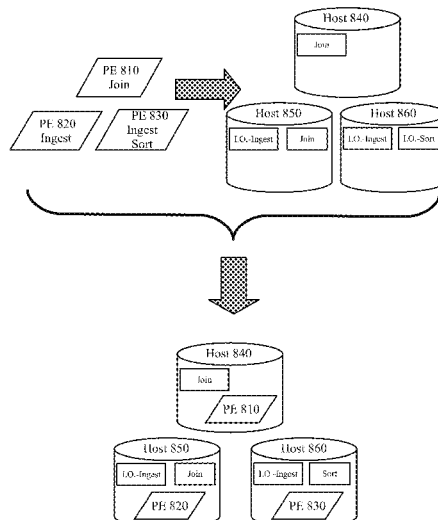 Host 840
Join
PE 810
Join
PE 820
Ingest
PE 830
Ingest
Sort
Host 850
I.O.-Ingest
Join
Host 860
I.O.-Ingest
I.O.-Sort
Host 840
Join
PE 810
Host 850
I.O.-Ingest
Join
PE 820
Host 860
I.O.-Ingest
Sort
PE 830